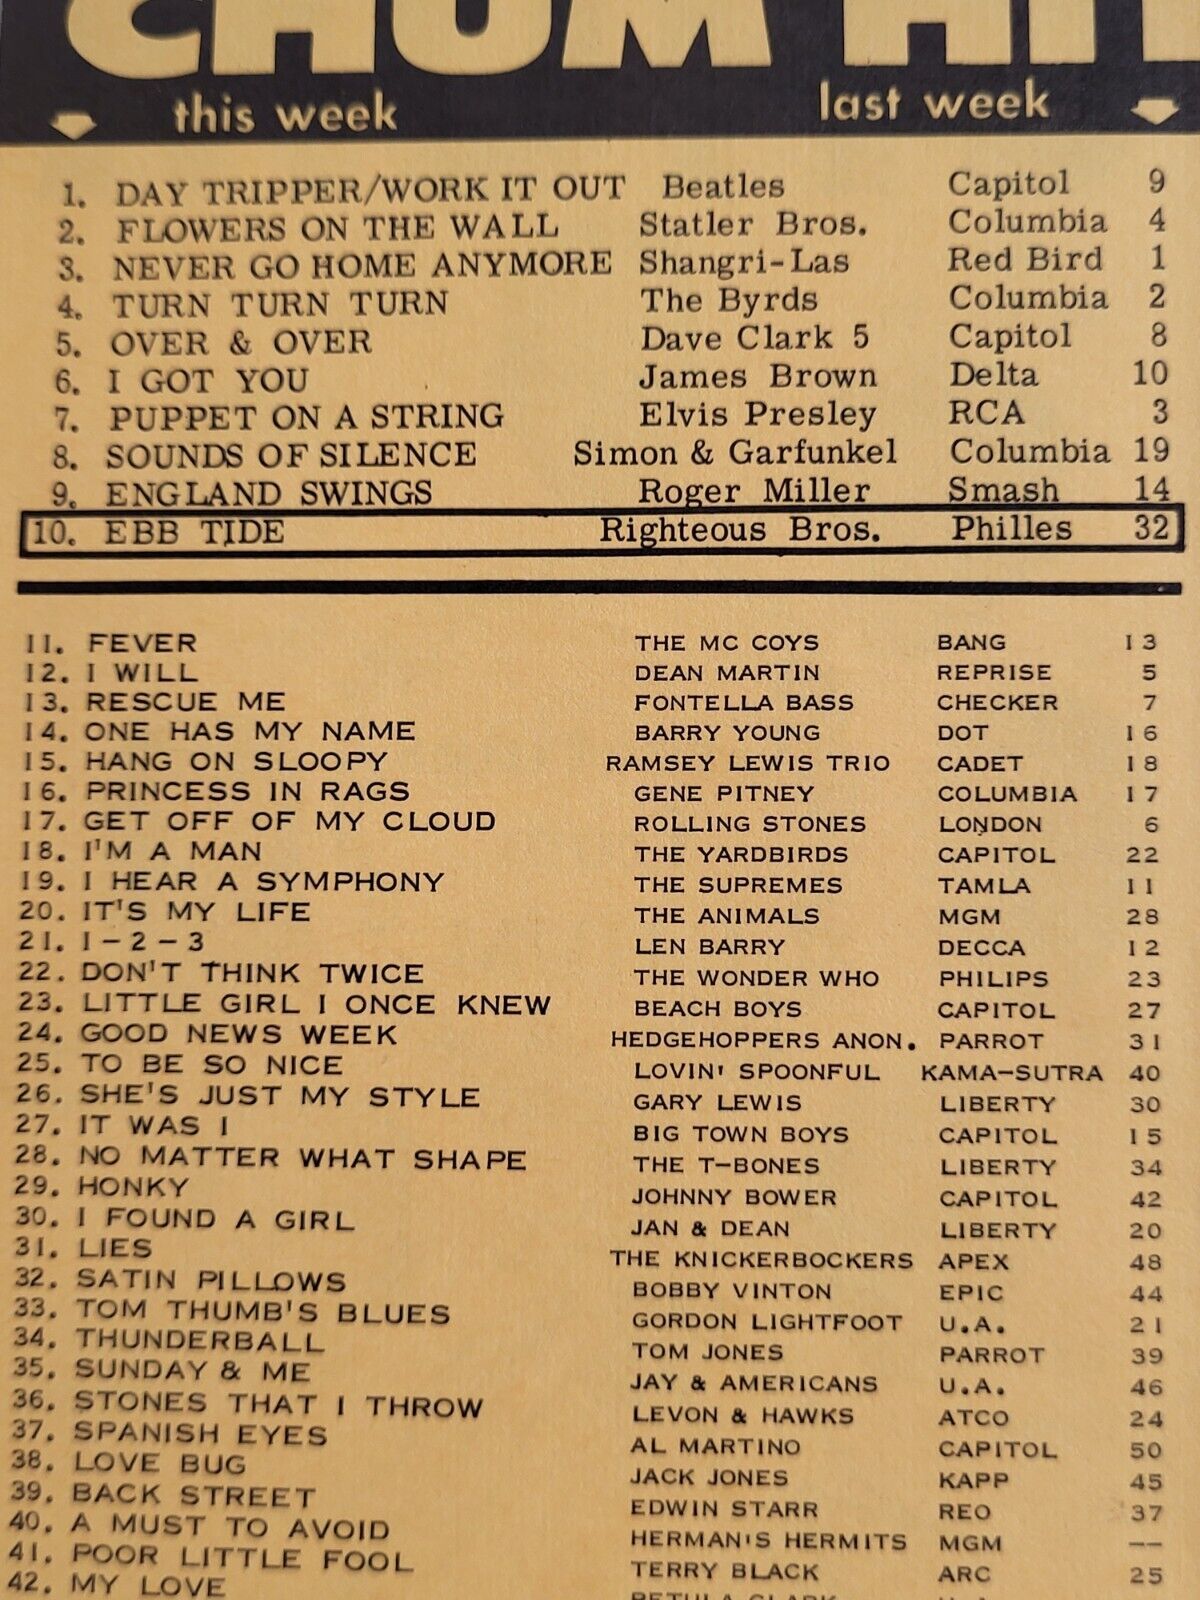 CHUM HIT
this week last week
1. DAY TRIPPER/WORK IT OUT Beatles Capitol 9
2. FLOWERS ON THE WALL Statler Bros. Columbia 4
3. NEVER GO HOME ANYMORE Shangri-Las Red Bird 1
4. TURN TURN TURN The Byrds Columbia 2
5. OVER & OVER Dave Clark 5 Capitol 8
6. I GOT YOU James Brown Delta 10
7. PUPPET ON A STRING Elvis Presley RCA 3
8. SOUNDS OF SILENCE Simon & Garfunkel Columbia 19
9. ENGLAND SWINGS Roger Miller Smash 14
10. EBB TIDE Righteous Bros. Philles 32
11. FEVER THE MC COYS BANG 13
12. I WILL DEAN MARTIN REPRISE 5
13. RESCUE ME FONTELLA BASS CHECKER 7
14. ONE HAS MY NAME BARRY YOUNG DOT 16
15. HANG ON SLOOPY RAMSEY LEWIS TRIO CADET 18
16. PRINCESS IN RAGS GENE PITNEY COLUMBIA 17
17. GET OFF OF MY CLOUD ROLLING STONES LONDON 6
18. I'M A MAN THE YARDBIRDS CAPITOL 22
19. I HEAR A SYMPHONY THE SUPREMES TAMLA 11
20. IT'S MY LIFE THE ANIMALS MGM 28
21. 1-2-3 LEN BARRY DECCA 12
22. DON'T THINK TWICE THE WONDER WHO PHILIPS 23
23. LITTLE GIRL I ONCE KNEW BEACH BOYS CAPITOL 27
24. GOOD NEWS WEEK HEDGEHOPPERS ANON. PARROT 31
25. TO BE SO NICE LOVIN' SPOONFUL KAMA-SUTRA 40
26. SHE'S JUST MY STYLE GARY LEWIS LIBERTY 30
27. IT WAS I BIG TOWN BOYS CAPITOL 15
28. NO MATTER WHAT SHAPE THE T-BONES LIBERTY 34
29. HONKY JOHNNY BOWER CAPITOL 42
30. I FOUND A GIRL JAN & DEAN LIBERTY 20
31. LIES THE KNICKERBOCKERS APEX 48
32. SATIN PILLOWS BOBBY VINTON EPIC 44
33. TOM THUMB'S BLUES GORDON LIGHTFOOT U.A. 21
34. THUNDERBALL TOM JONES PARROT 39
35. SUNDAY & ME JAY & AMERICANS U.A. 46
36. STONES THAT I THROW LEVON & HAWKS ATCO 24
37. SPANISH EYES AL MARTINO CAPITOL 50
38. LOVE BUG JACK JONES KAPP 45
39. BACK STREET EDWIN STARR REO 37
40. A MUST TO AVOID HERMAN'S HERMITS MGM --
41. POOR LITTLE FOOL TERRY BLACK ARC 25
42. MY LOVE PETULA CLARK